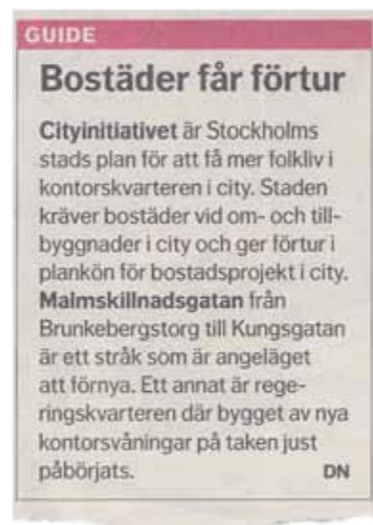 GUIDE
Bostäder får förtur
Cityinitiativet är Stockholms
stads plan för att få mer folkliv i
kontorskvarteren i city. Staden
kräver bostäder vid om- och till-
byggnader i city och ger förtur i
plankön för bostadsprojekt i city.
Malmskillnadsgatan från
Brunkebergstorg till Kungsgatan
är ett stråk som är angeläget
att förnya. Ett annat är rege-
ringskvarteren där bygget av nya
kontorsvåningar på taken just
påbörjats. DN